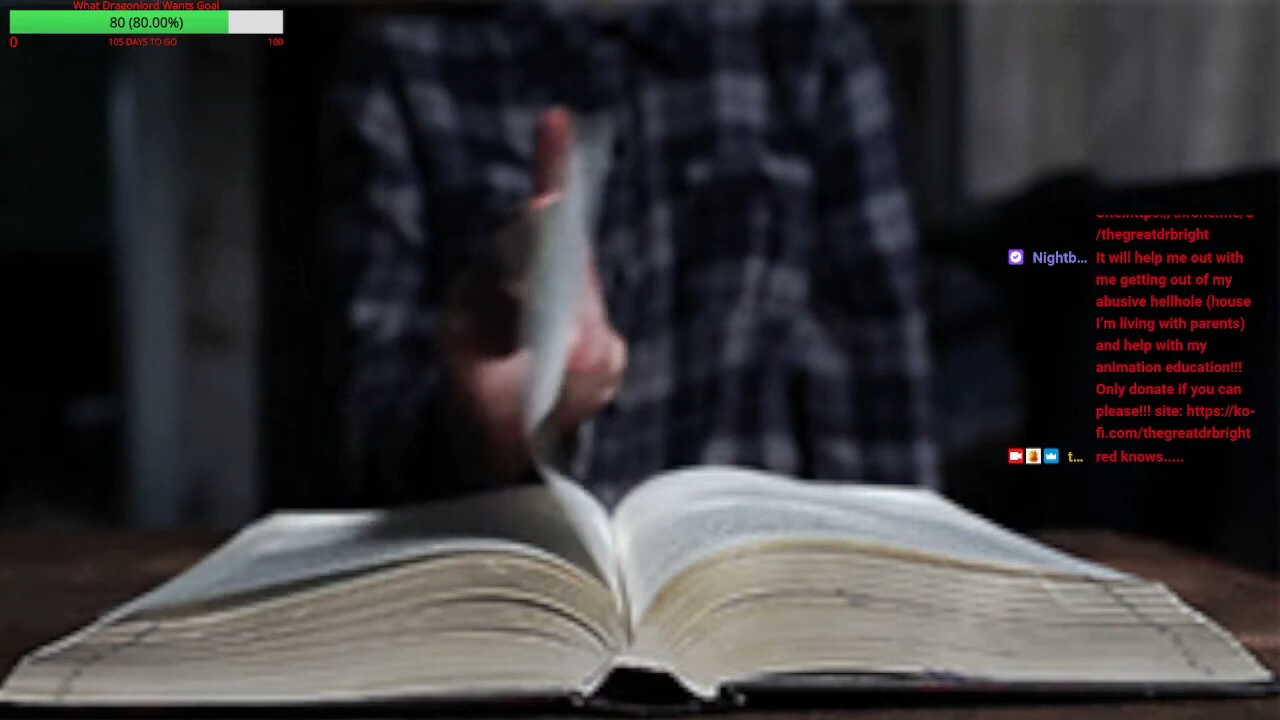 What Dragonlord Wants Goal
80 (80.00%)
0
105 DAYS TO GO
100
/thegreatdrbright
Nightb... It will help me out with
me getting out of my
abusive hellhole (house
I'm living with parents)
and help with my
animation education!!!
Only donate if you can
please!!! site: https://ko-
fi.com/thegreatdrbright
t... red knows.....